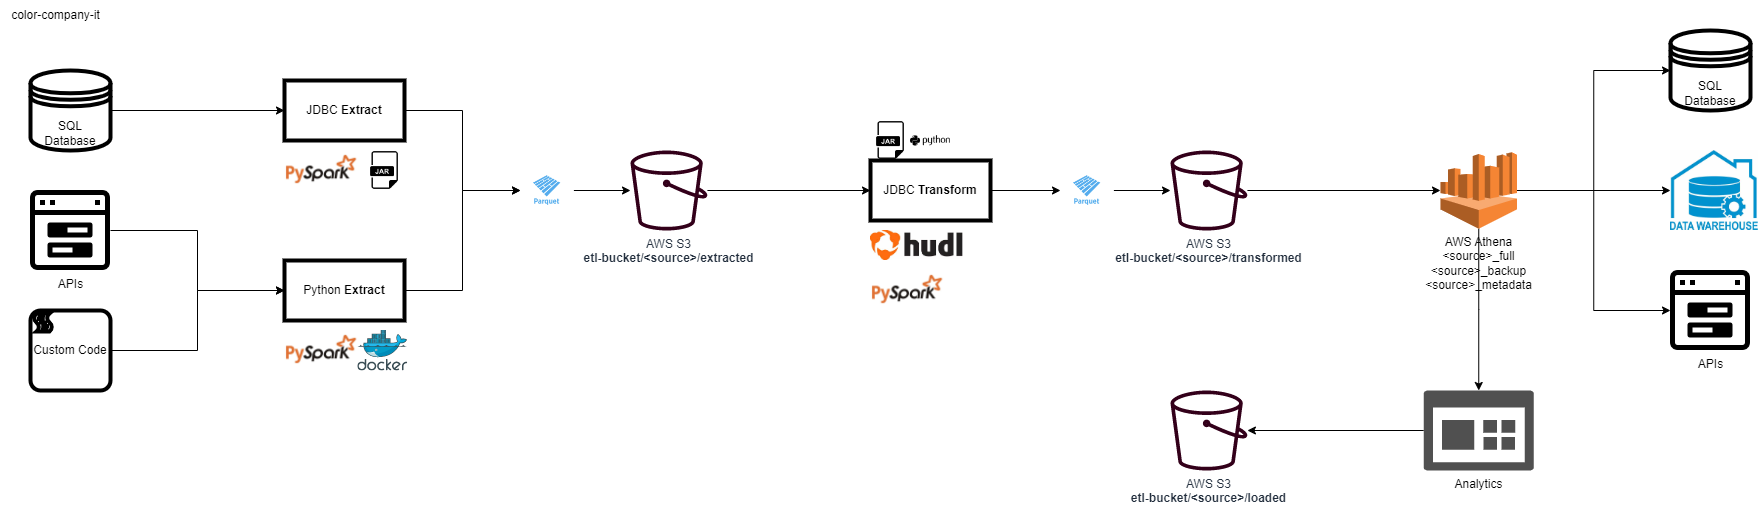 color-company-it
SQL
Database
JDBC Extract
PySpark
JAR
APIs
Python Extract
Custom Code
PySpark
docker
Parquet
AWS S3
etl-bucket/<source>/extracted
JAR
python
JDBC Transform
hudl
PySpark
Parquet
AWS S3
etl-bucket/<source>/transformed
AWS Athena
<source>_full
<source>_backup
<source>_metadata
SQL
Database
DATA WAREHOUSE
APIs
Analytics
AWS S3
etl-bucket/<source>/loaded